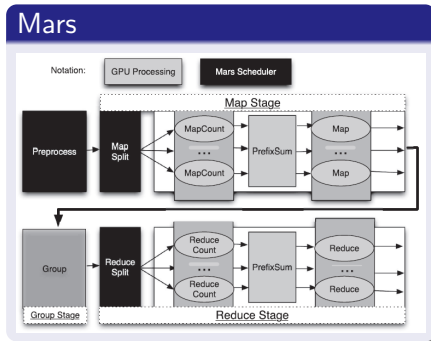 Mars
Notation:
GPU Processing
Mars Scheduler
Map Stage
Preprocess
Map
Split
MapCount
...
MapCount
PrefixSum
Map
...
Map
Group
Group Stage
Reduce
Split
Reduce
Count
...
Reduce
Count
PrefixSum
Reduce
...
Reduce
Reduce Stage